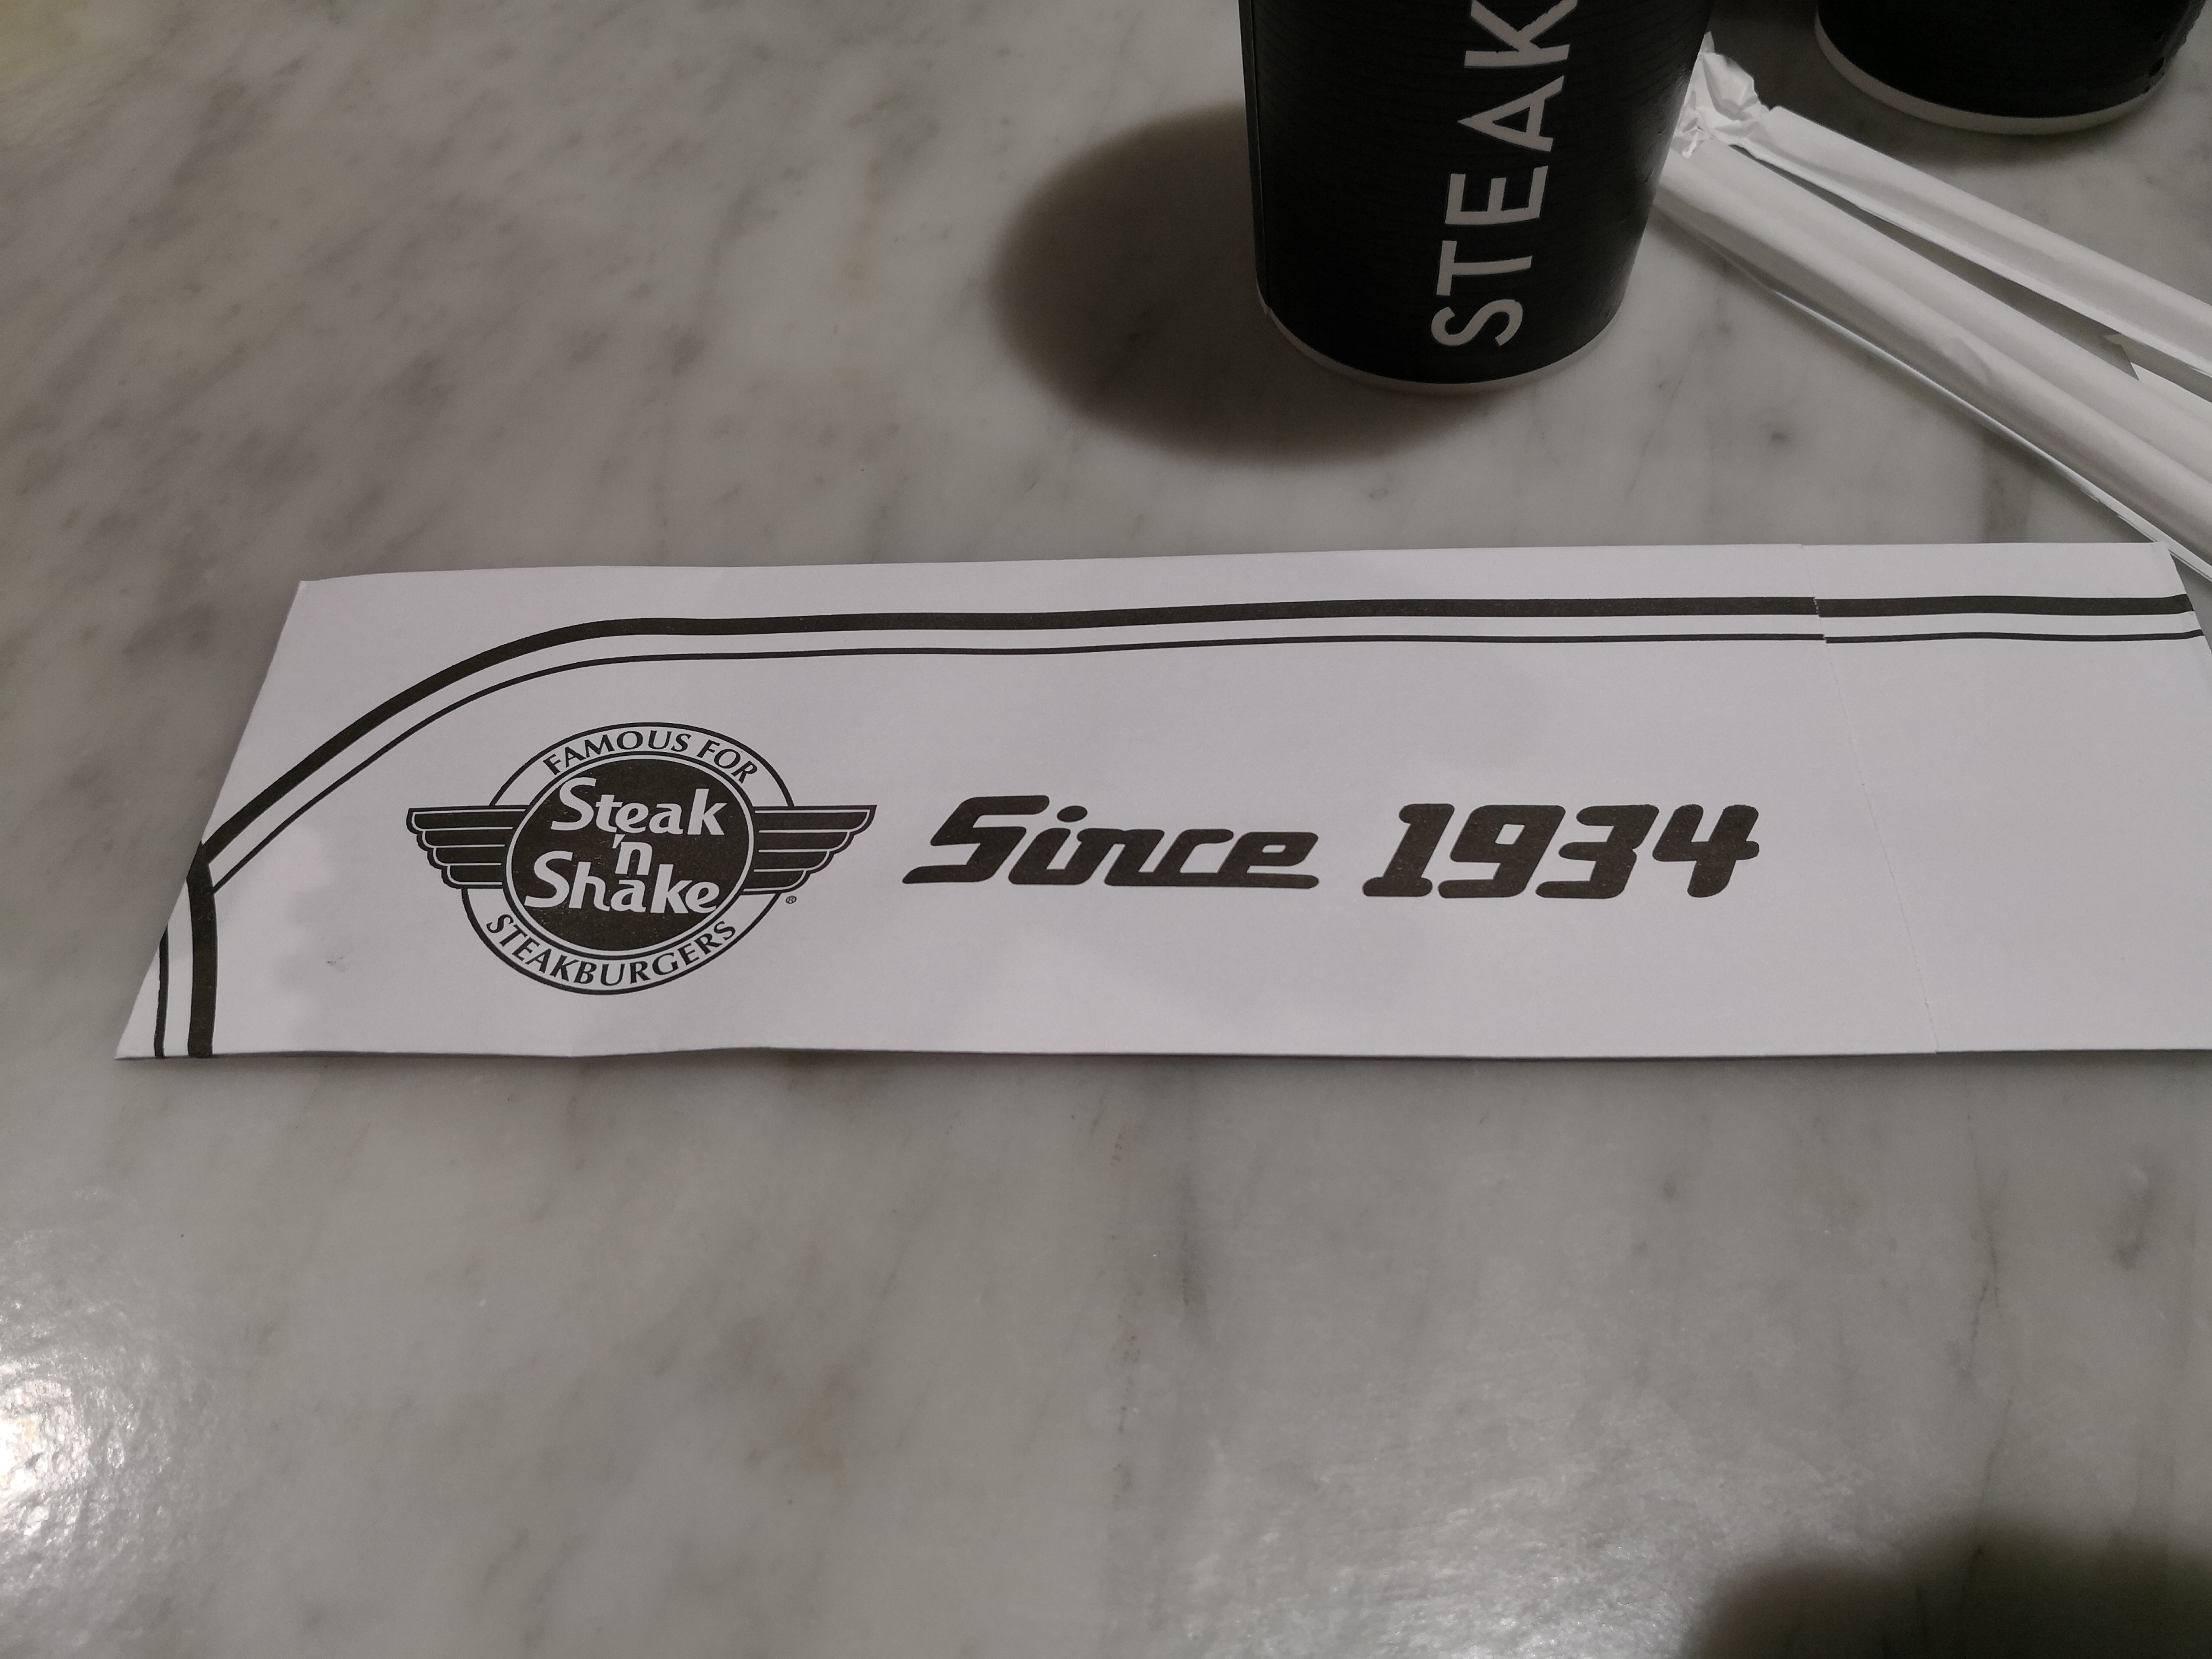 STEAK
FAMOUS FOR
Steak
'n
Shake
®
STEAKBURGERS
Since 1934